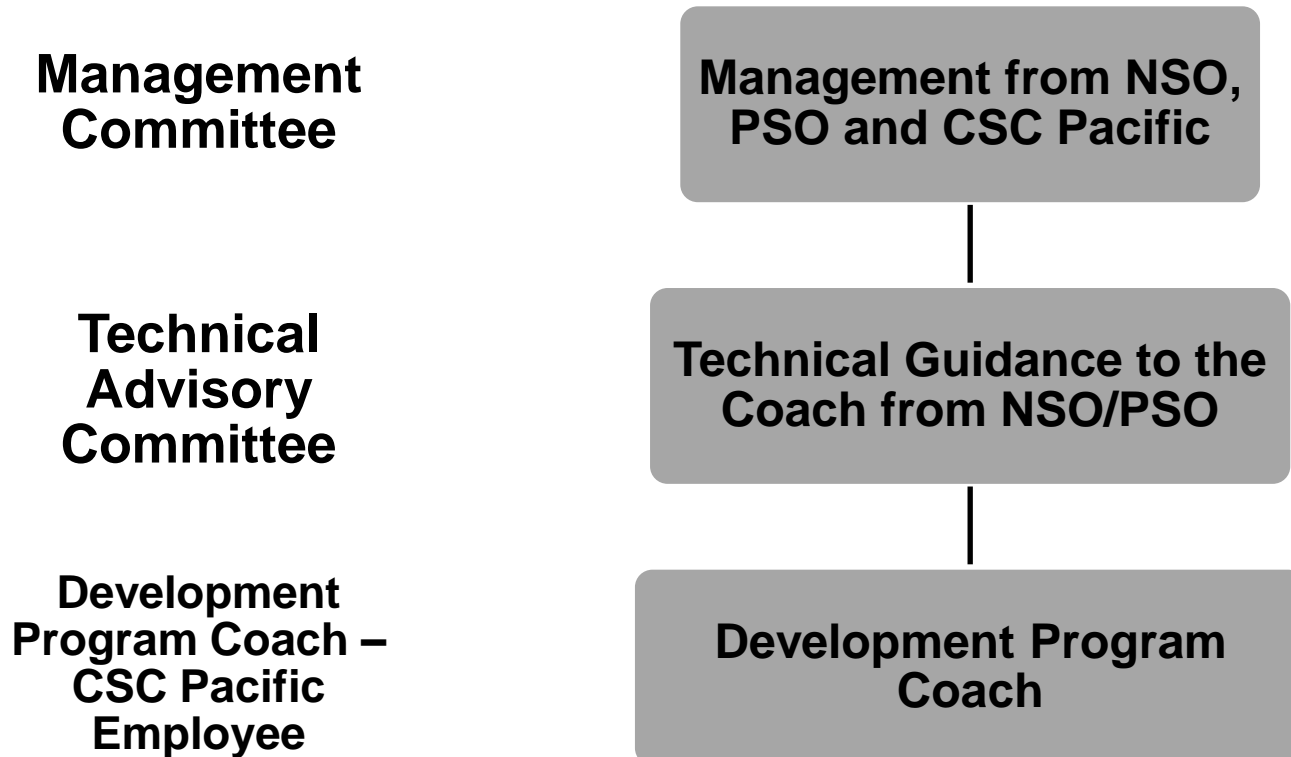 Management
Committee
Management from NSO,
PSO and CSC Pacific
Technical
Advisory
Committee
Technical Guidance to the
Coach from NSO/PSO
Development
Program Coach –
CSC Pacific
Employee
Development Program
Coach